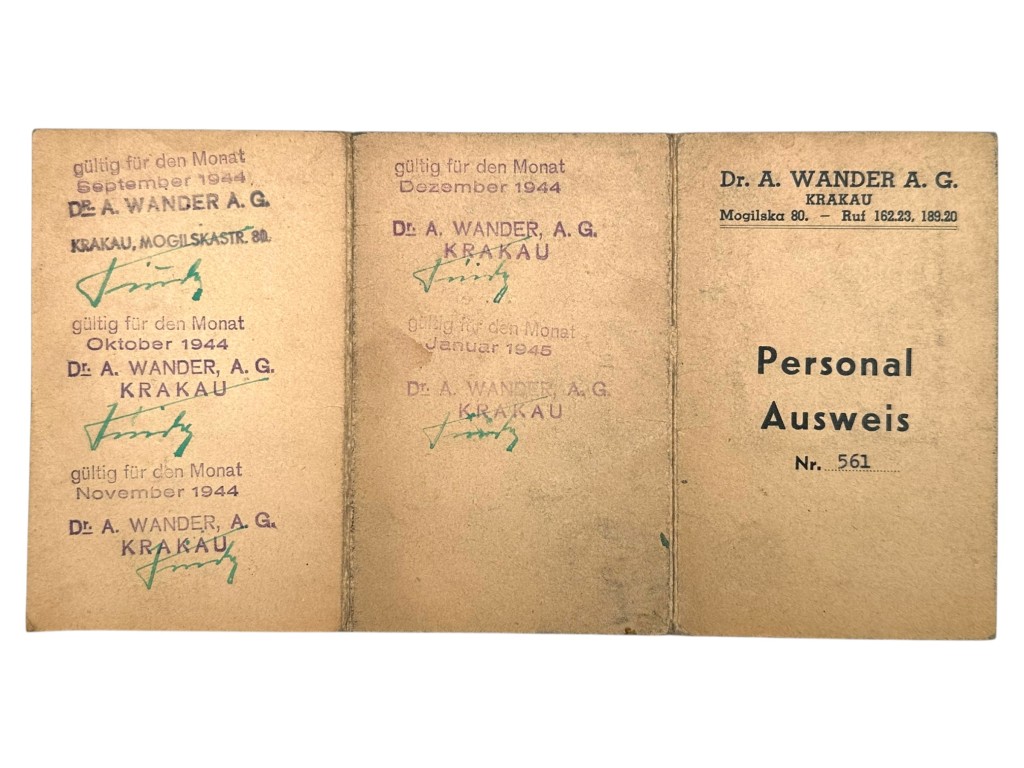 gültig für den Monat
September 1944
Dr. A. WANDER A. G.
KRAKAU, MOGILSKASTR. 80.
gültig für den Monat
Oktober 1944
Dr. A. WANDER, A. G.
KRAKAU
gültig für den Monat
November 1944
Dr. A. WANDER, A. G.
KRAKAU
gültig für den Monat
Dezember 1944
Dr. A. WANDER, A. G.
KRAKAU
gültig für den Monat
Januar 1945
Dr. A. WANDER, A. G.
KRAKAU
Dr. A. WANDER A. G.
KRAKAU
Mogilska 80. — Ruf 162.23, 189.20
Personal
Ausweis
Nr. 561